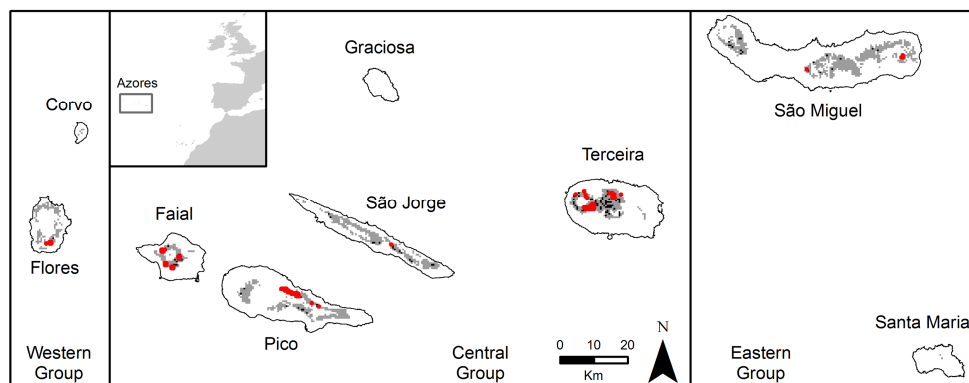 Graciosa
Azores
Corvo
São Miguel
Terceira
São Jorge
Faial
Flores
Santa Maria
Pico
N
0 10 20
Km
Western
Group
Central
Group
Eastern
Group